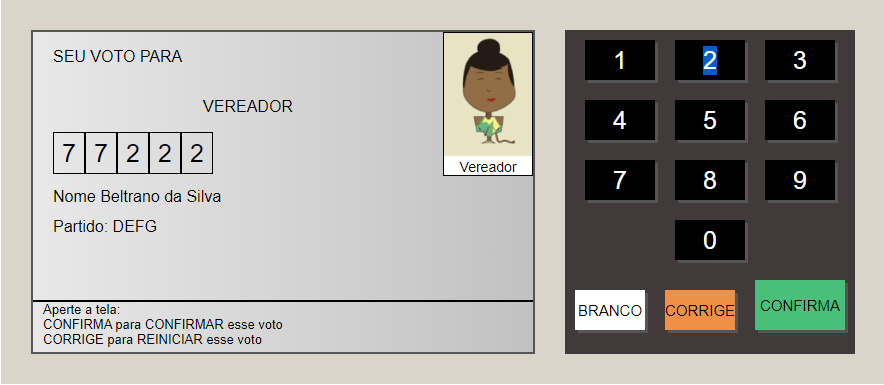 SEU VOTO PARA
VEREADOR
7 7 2 2 2
Nome Beltrano da Silva
Partido: DEFG
Vereador
Aperte a tela:
CONFIRMA para CONFIRMAR esse voto
CORRIGE para REINICIAR esse voto
1 2 3
4 5 6
7 8 9
0
BRANCO CORRIGE CONFIRMA